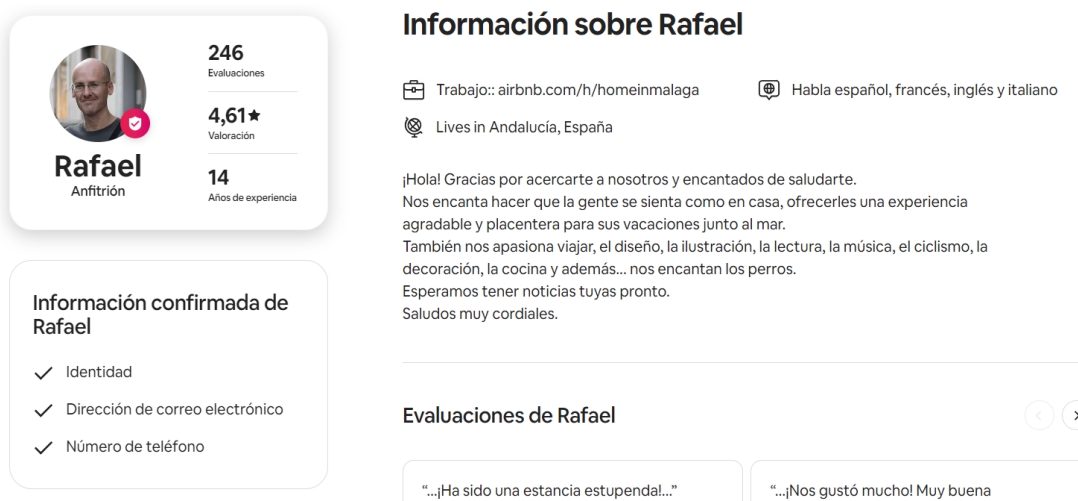 246
Evaluaciones
4,61★
Valoración
14
Años de experiencia
Rafael
Anfitrión
Información confirmada de
Rafael
Identidad
Dirección de correo electrónico
Número de teléfono
Información sobre Rafael
Trabajo:: airbnb.com/h/homeinmalaga
Habla español, francés, inglés y italiano
Lives in Andalucía, España
¡Hola! Gracias por acercarte a nosotros y encantados de saludarte.
Nos encanta hacer que la gente se sienta como en casa, ofrecerles una experiencia
agradable y placentera para sus vacaciones junto al mar.
También nos apasiona viajar, el diseño, la ilustración, la lectura, la música, el ciclismo, la
decoración, la cocina y además... nos encantan los perros.
Esperamos tener noticias tuyas pronto.
Saludos muy cordiales.
Evaluaciones de Rafael
“...¡Ha sido una estancia estupenda!...”
“...¡Nos gustó mucho! Muy buena